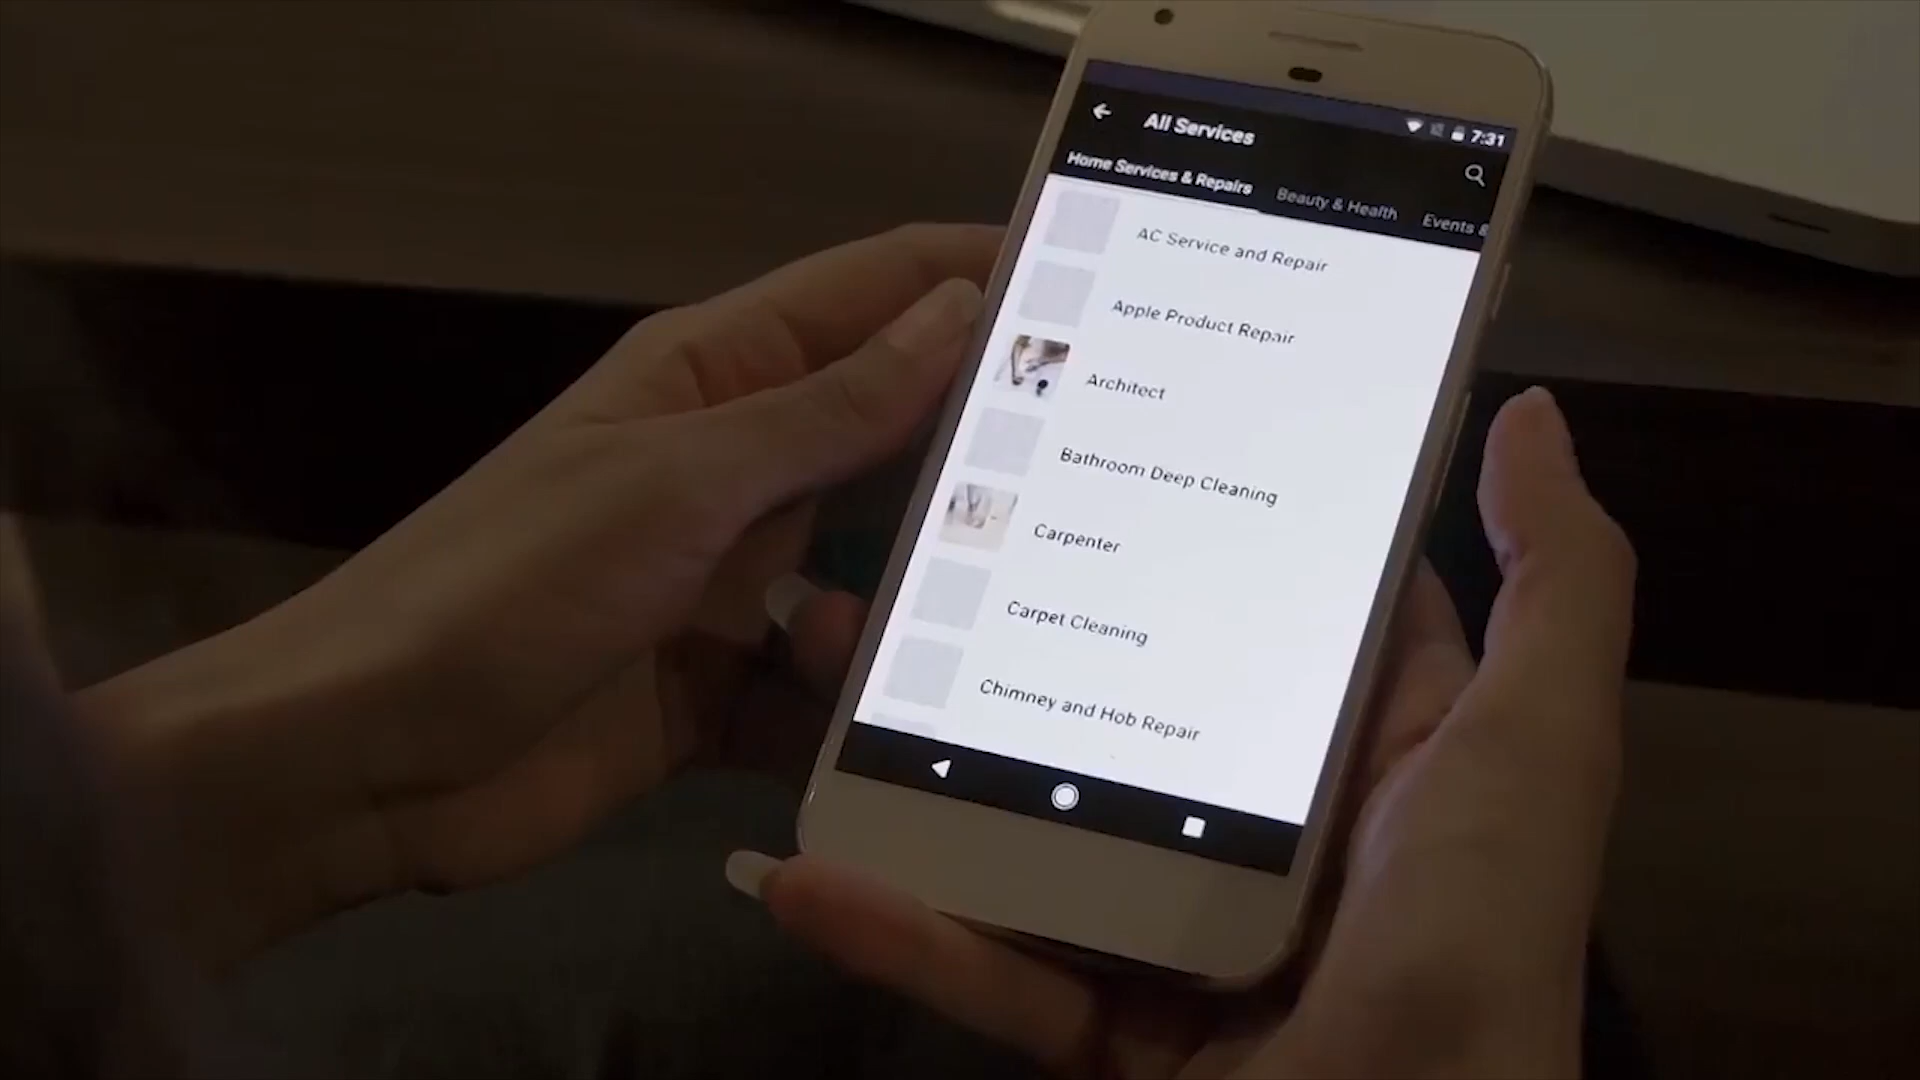 7:31
All Services
Home Services & Repairs Beauty & Health Events &
AC Service and Repair
Apple Product Repair
Architect
Bathroom Deep Cleaning
Carpenter
Carpet Cleaning
Chimney and Hob Repair